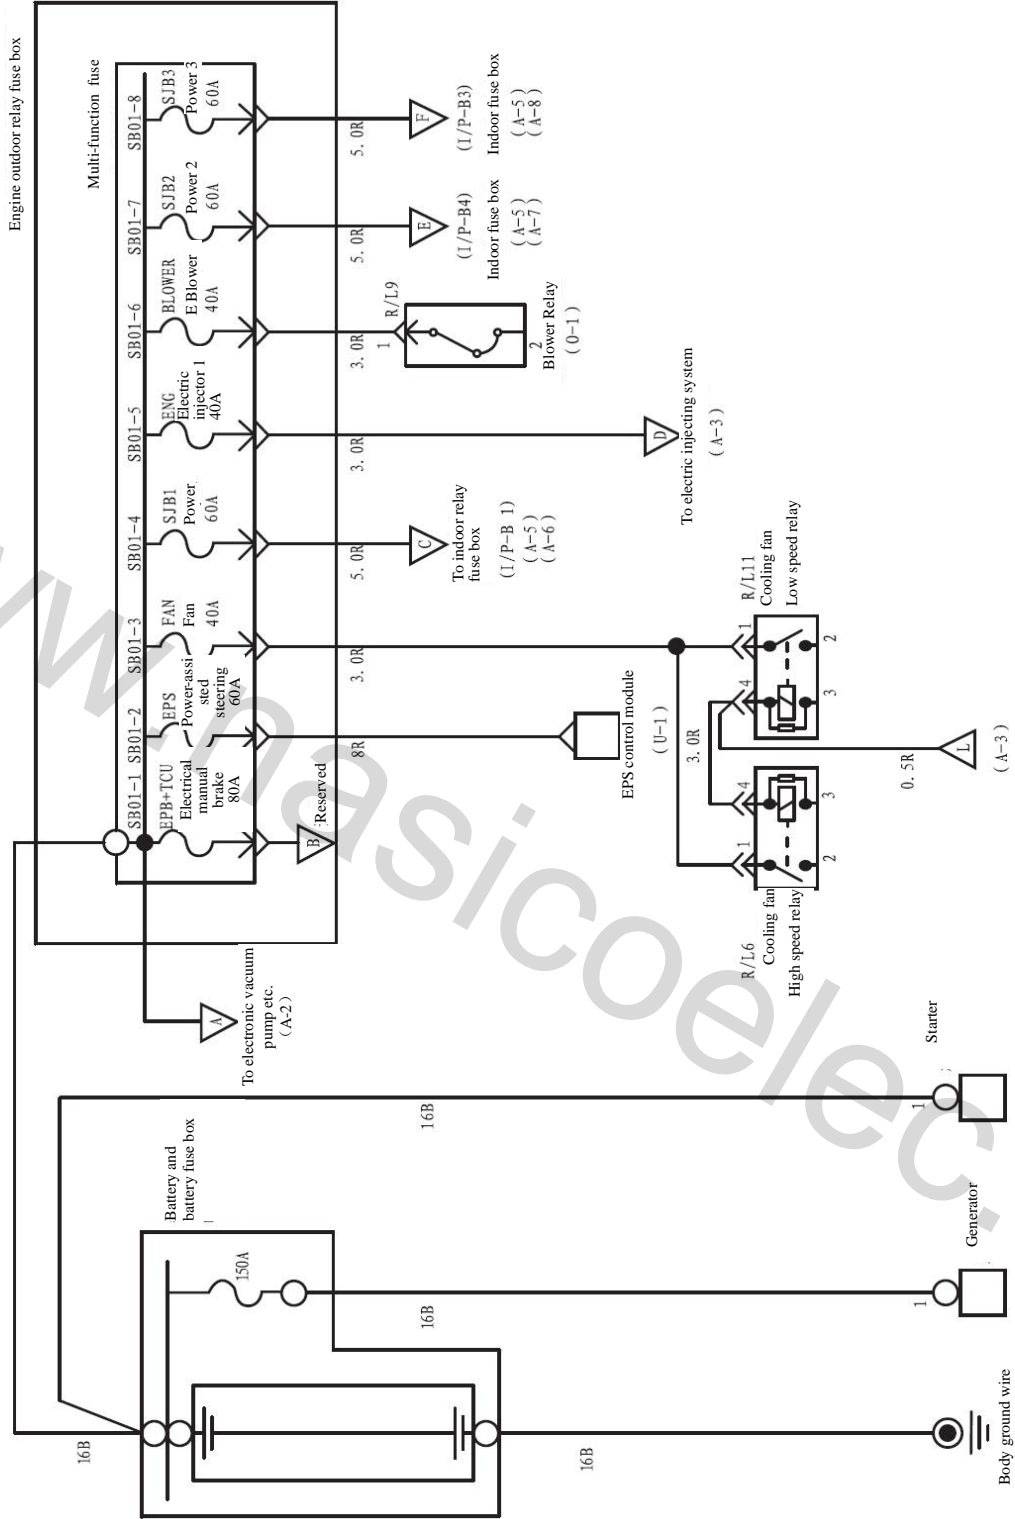 Engine outdoor relay fuse box
Multi-function fuse
SB01-1
EPB+TCU
Electrical
manual
brake
80A
SB01-2
EPS
Power-assi
sted
steering
60A
SB01-3
FAN
Fan
40A
SB01-4
SJB1
Power
60A
SB01-5
ENG
Electric
injector 1
40A
SB01-6
BLOWER
E Blower
40A
SB01-7
SJB2
Power 2
60A
SB01-8
SJB3
Power 3
60A
B
Reserved
8R
3.0R
5.0R
3.0R
3.0R
5.0R
5.0R
A
To electronic vacuum
pump etc.
(A-2)
EPS control module
(U-1)
C
To indoor relay
fuse box
(I/P-B 1)
(A-5)
(A-6)
D
To electric injecting system
(A-3)
1
R/L9
2
Blower Relay
(O-1)
E
(I/P-B4)
Indoor fuse box
(A-5)
(A-7)
F
(I/P-B3)
Indoor fuse box
(A-5)
(A-8)
3.0R
R/L6
Cooling fan
High speed relay
1
4
2
3
R/L11
Cooling fan
Low speed relay
4
1
3
2
0.5R
L
(A-3)
Battery and
battery fuse box
150A
16B
16B
16B
16B
1
Starter
1
Generator
Body ground wire
w.nasicoelec.